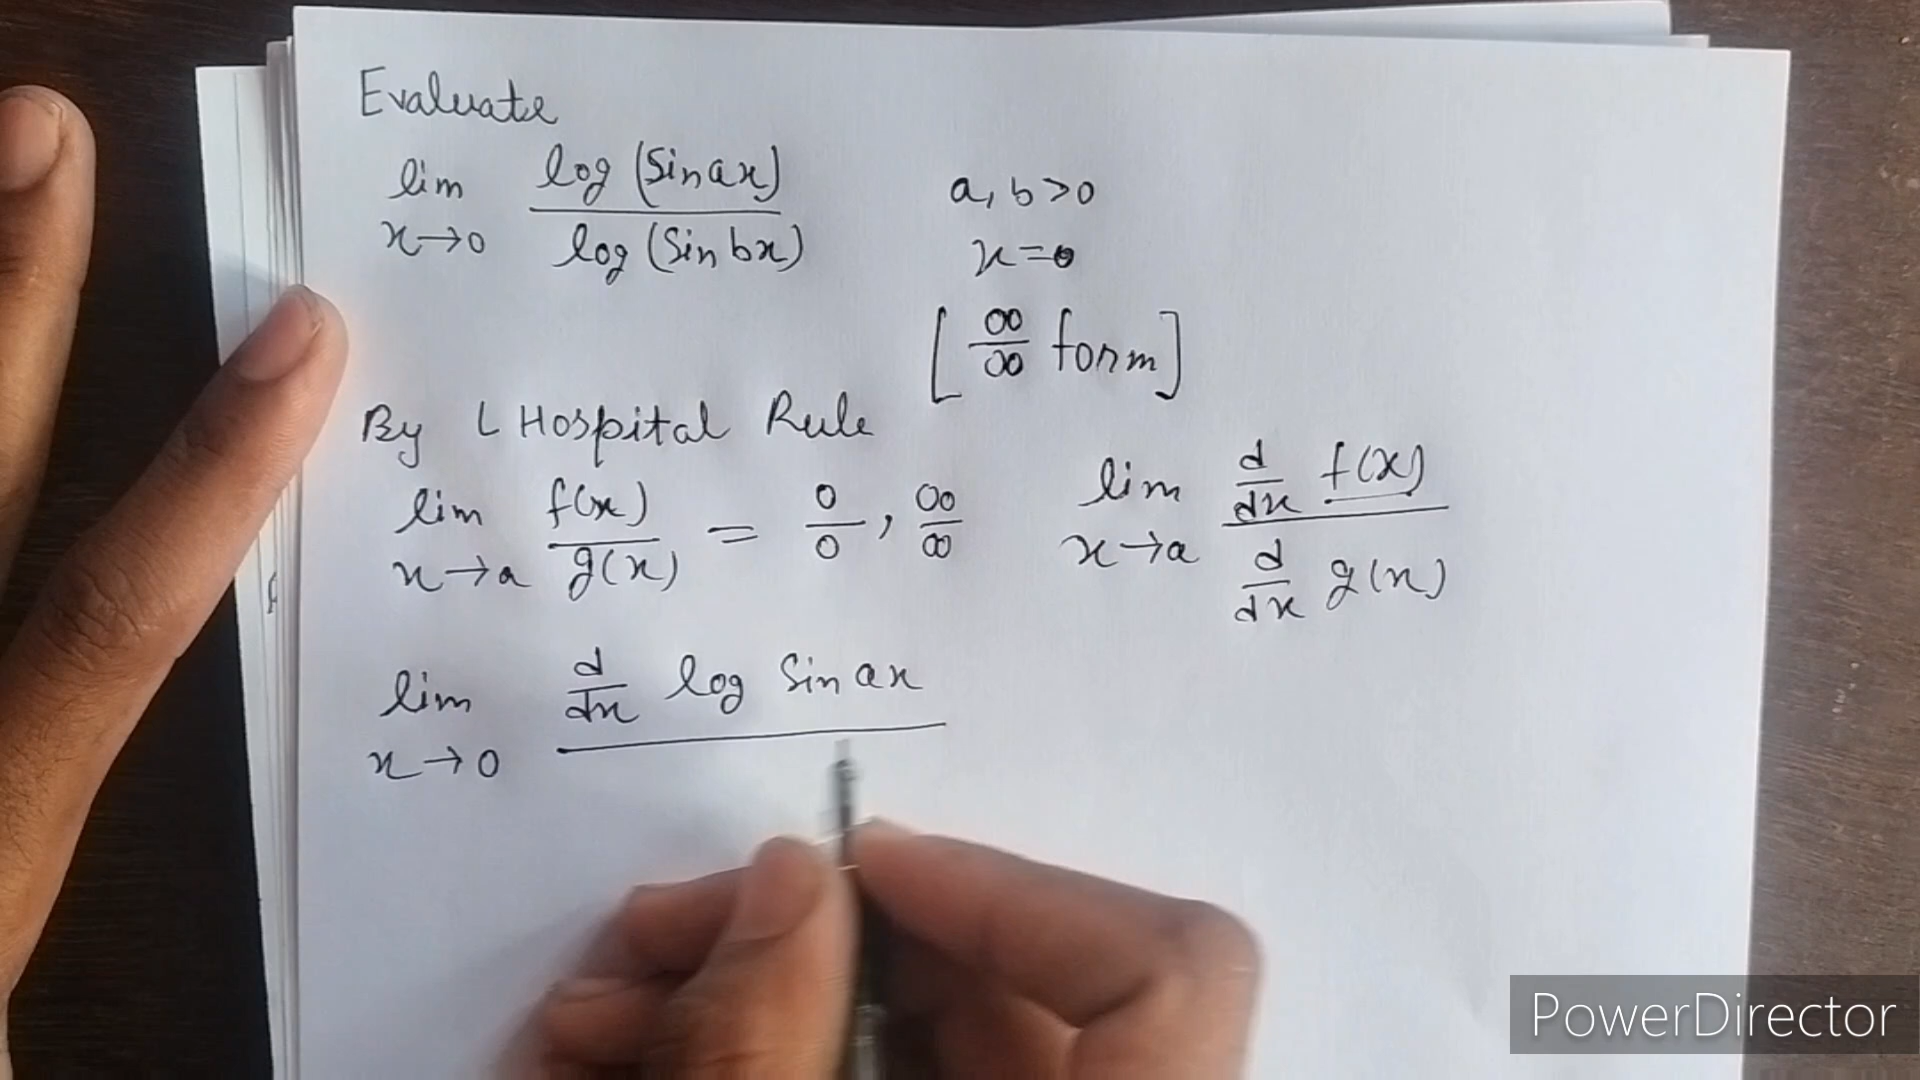 Evaluate
lim x→0 log (Sin ax) / log (Sin bx)
a, b > 0
x = 0
[ ∞/∞ form ]
By L Hospital Rule
lim x→a f(x) / g(x) = 0/0 , ∞/∞
lim x→a d/dx f(x) / d/dx g(x)
lim x→0 d/dx log Sin ax
PowerDirector